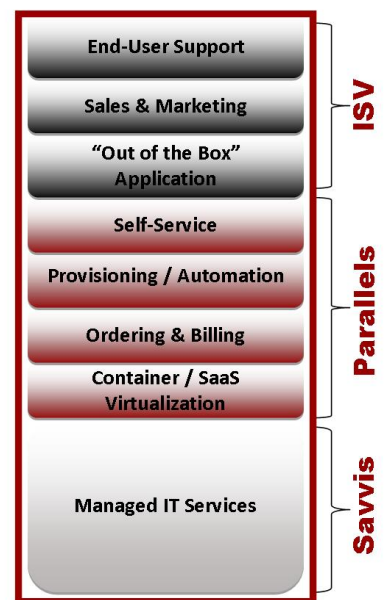 End-User Support
Sales & Marketing
“Out of the Box”
Application
ISV
Self-Service
Provisioning / Automation
Ordering & Billing
Container / SaaS
Virtualization
Parallels
Managed IT Services
Savvis